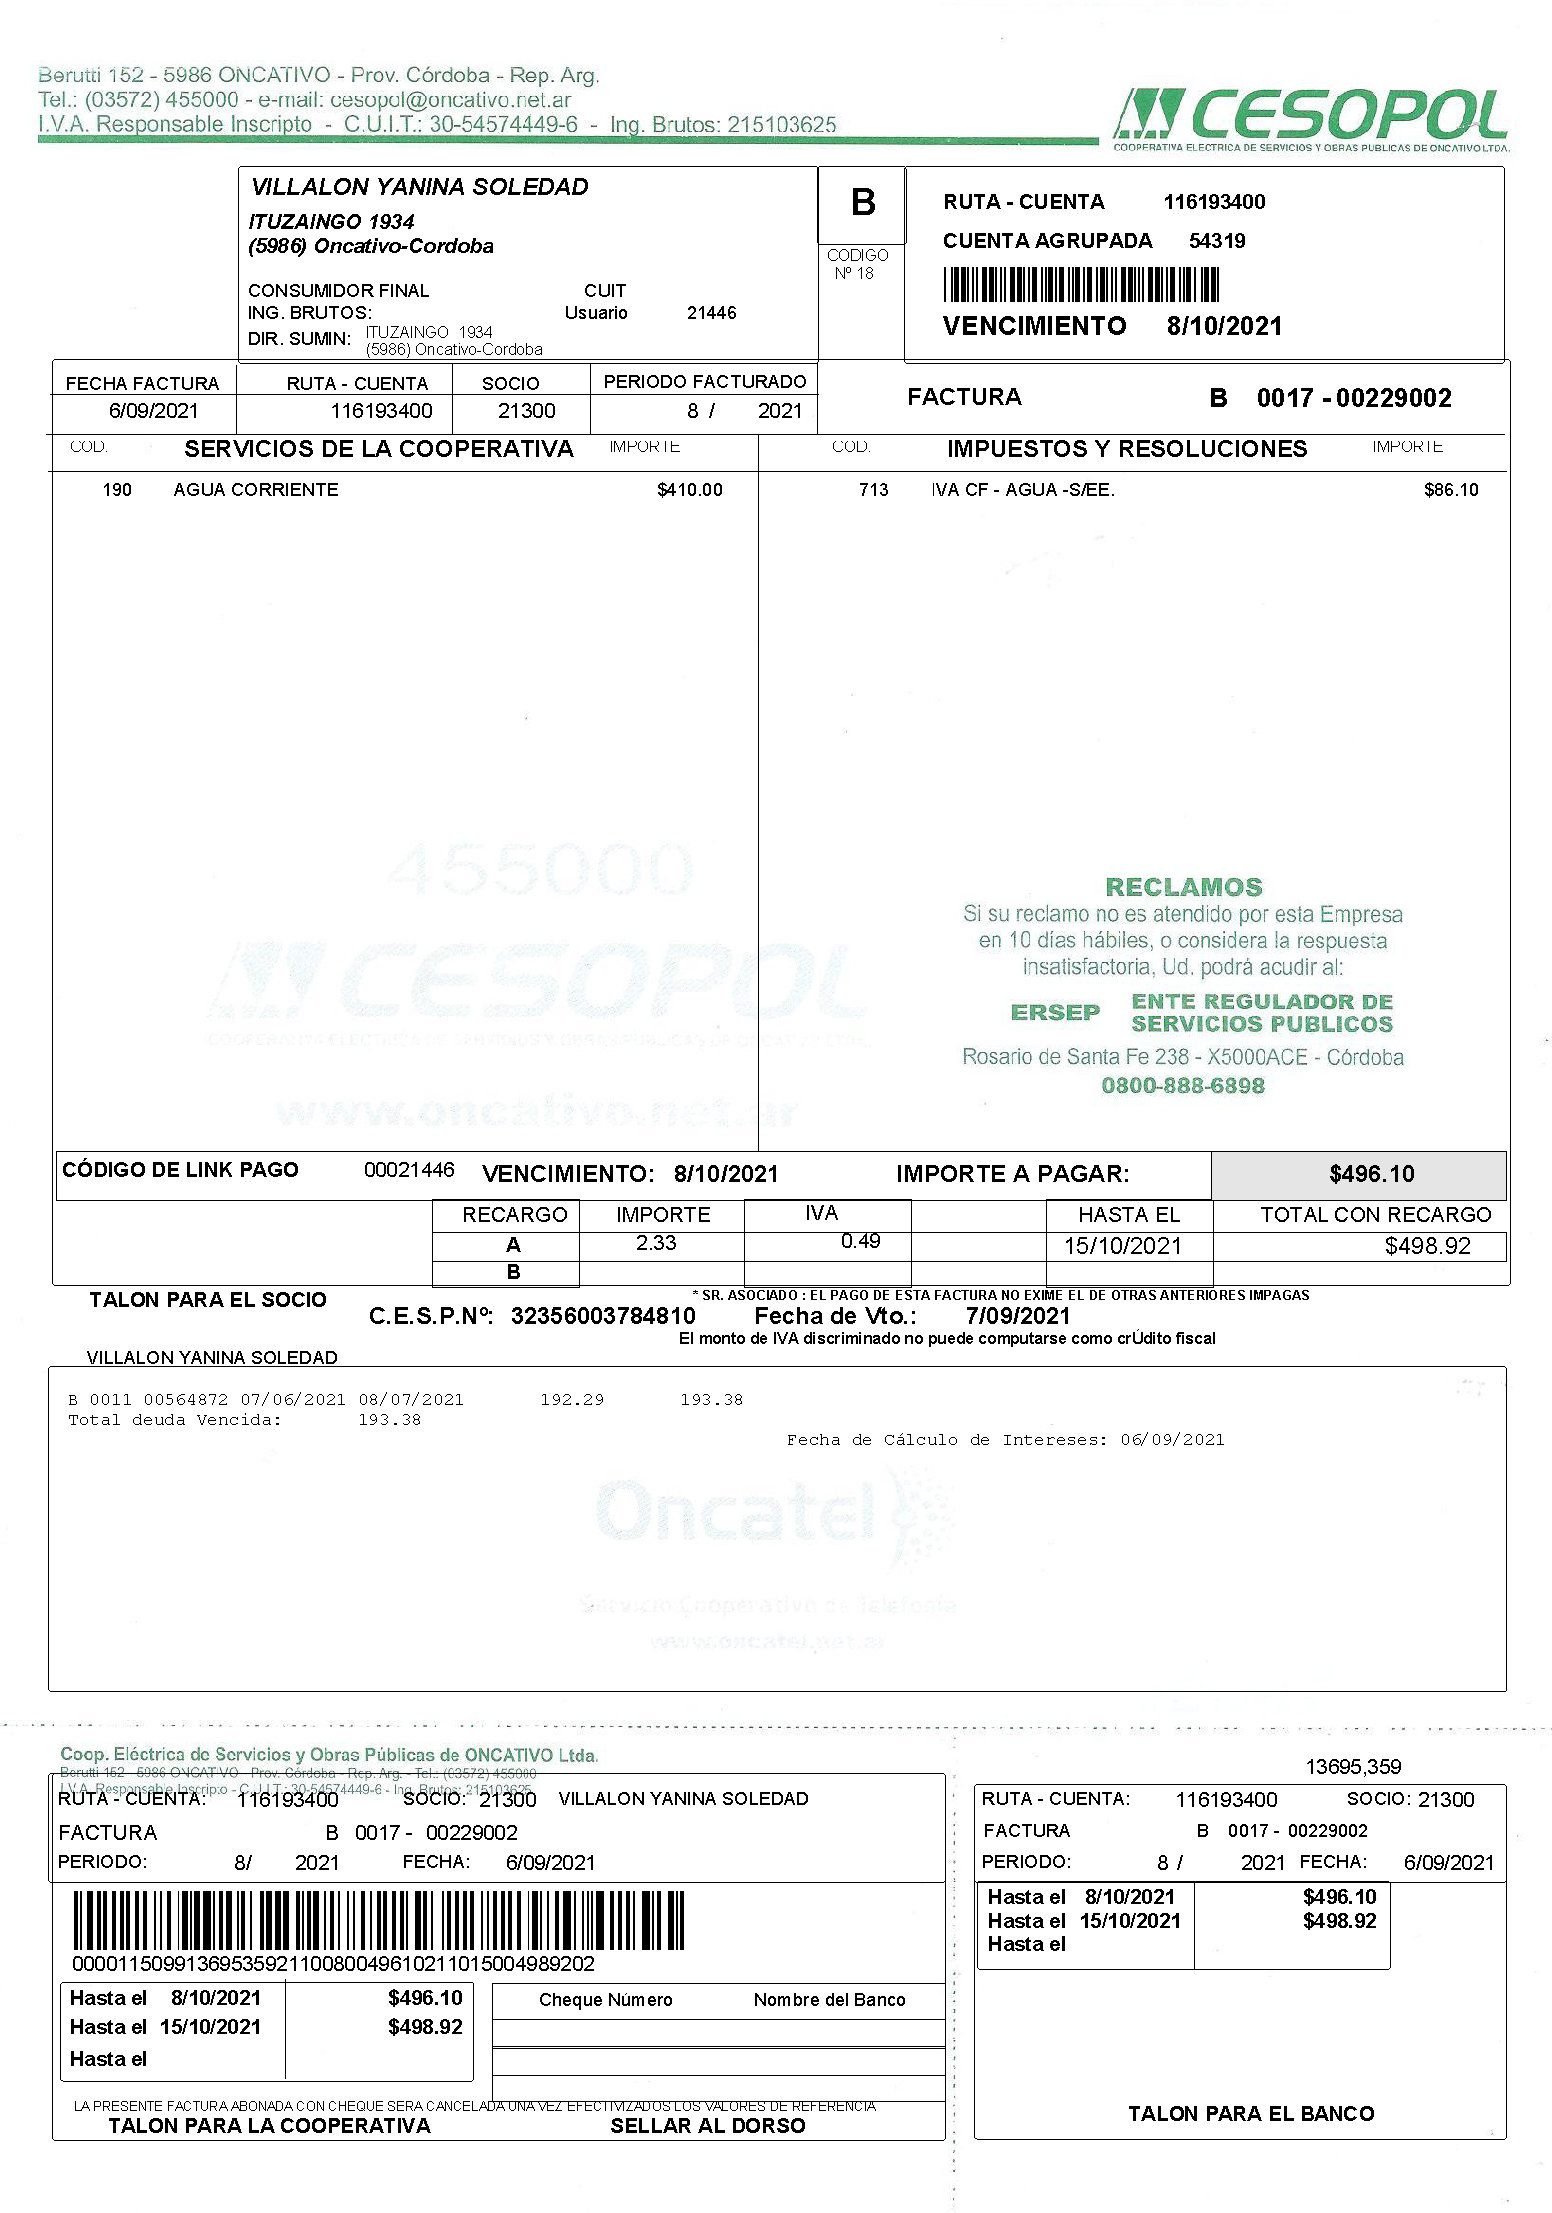 Berutti 152 - 5986 ONCATIVO - Prov. Córdoba - Rep. Arg.
Tel.: (03572) 455000 - e-mail: cesopol@oncativo.net.ar
I.V.A. Responsable Inscripto - C.U.I.T.: 30-54574449-6 - Ing. Brutos: 215103625
CESOPOL
COOPERATIVA ELECTRICA DE SERVICIOS Y OBRAS PUBLICAS DE ONCATIVO LTDA.
VILLALON YANINA SOLEDAD
ITUZAINGO 1934
(5986) Oncativo-Cordoba
CONSUMIDOR FINAL CUIT
ING. BRUTOS: Usuario 21446
DIR. SUMIN: ITUZAINGO 1934
(5986) Oncativo-Cordoba
B
CODIGO
Nº 18
RUTA - CUENTA 116193400
CUENTA AGRUPADA 54319
VENCIMIENTO 8/10/2021
FECHA FACTURA RUTA - CUENTA SOCIO PERIODO FACTURADO
6/09/2021 116193400 21300 8 / 2021
FACTURA B 0017 - 00229002
COD. SERVICIOS DE LA COOPERATIVA IMPORTE COD. IMPUESTOS Y RESOLUCIONES IMPORTE
190 AGUA CORRIENTE $410.00 713 IVA CF - AGUA -S/EE. $86.10
455000
CESOPOL
COOPERATIVA ELECTRICA DE SERVICIOS Y OBRAS PUBLICAS DE ONCATIVO LTDA.
www.oncativo.net.ar
RECLAMOS
Si su reclamo no es atendido por esta Empresa
en 10 días hábiles, o considera la respuesta
insatisfactoria, Ud. podrá acudir al:
ERSEP ENTE REGULADOR DE
SERVICIOS PUBLICOS
Rosario de Santa Fe 238 - X5000ACE - Córdoba
0800-888-6898
CÓDIGO DE LINK PAGO 00021446 VENCIMIENTO: 8/10/2021 IMPORTE A PAGAR: $496.10
RECARGO IMPORTE IVA HASTA EL TOTAL CON RECARGO
A 2.33 0.49 15/10/2021 $498.92
B
TALON PARA EL SOCIO
* SR. ASOCIADO : EL PAGO DE ESTA FACTURA NO EXIME EL DE OTRAS ANTERIORES IMPAGAS
C.E.S.P.Nº: 32356003784810 Fecha de Vto.: 7/09/2021
El monto de IVA discriminado no puede computarse como crÚdito fiscal
VILLALON YANINA SOLEDAD
B 0011 00564872 07/06/2021 08/07/2021 192.29 193.38
Total deuda Vencida: 193.38
Fecha de Cálculo de Intereses: 06/09/2021
Oncatel
Servicio Cooperativo de Telefonía
www.oncatel.net.ar
Coop. Eléctrica de Servicios y Obras Públicas de ONCATIVO Ltda.
Berutti 152 - 5986 ONCATIVO - Prov. Córdoba - Rep. Arg. - Tel.: (03572) 455000
I.V.A. Responsable Inscripto - C.U.I.T.: 30-54574449-6 - Ing. Brutos: 215103625
RUTA - CUENTA: 116193400 SOCIO: 21300 VILLALON YANINA SOLEDAD
FACTURA B 0017 - 00229002
PERIODO: 8/ 2021 FECHA: 6/09/2021
0000115099136953592110080049610211015004989202
Hasta el 8/10/2021 $496.10
Hasta el 15/10/2021 $498.92
Hasta el
Cheque Número Nombre del Banco
LA PRESENTE FACTURA ABONADA CON CHEQUE SERA CANCELADA UNA VEZ EFECTIVIZADOS LOS VALORES DE REFERENCIA
TALON PARA LA COOPERATIVA SELLAR AL DORSO
13695,359
RUTA - CUENTA: 116193400 SOCIO: 21300
FACTURA B 0017 - 00229002
PERIODO: 8 / 2021 FECHA: 6/09/2021
Hasta el 8/10/2021 $496.10
Hasta el 15/10/2021 $498.92
Hasta el
TALON PARA EL BANCO